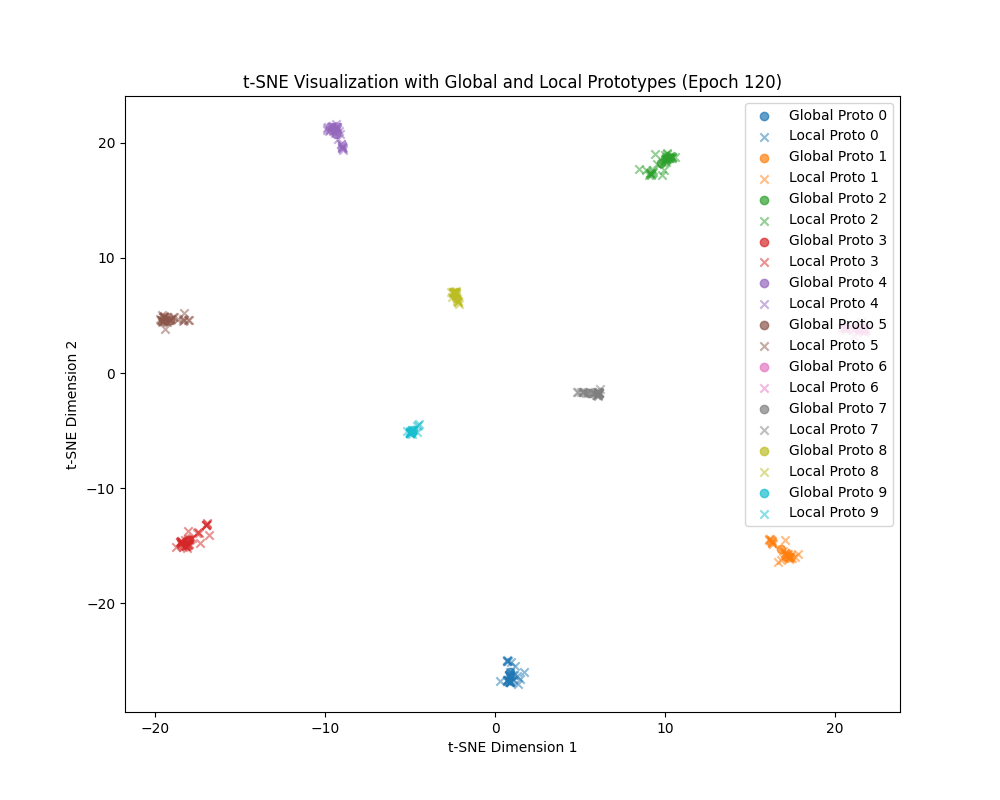 t-SNE Visualization with Global and Local Prototypes (Epoch 120)
Global Proto 0
Local Proto 0
Global Proto 1
Local Proto 1
Global Proto 2
Local Proto 2
Global Proto 3
Local Proto 3
Global Proto 4
Local Proto 4
Global Proto 5
Local Proto 5
Global Proto 6
Local Proto 6
Global Proto 7
Local Proto 7
Global Proto 8
Local Proto 8
Global Proto 9
Local Proto 9
20
10
0
−10
−20
t-SNE Dimension 2
−20
−10
0
10
20
t-SNE Dimension 1